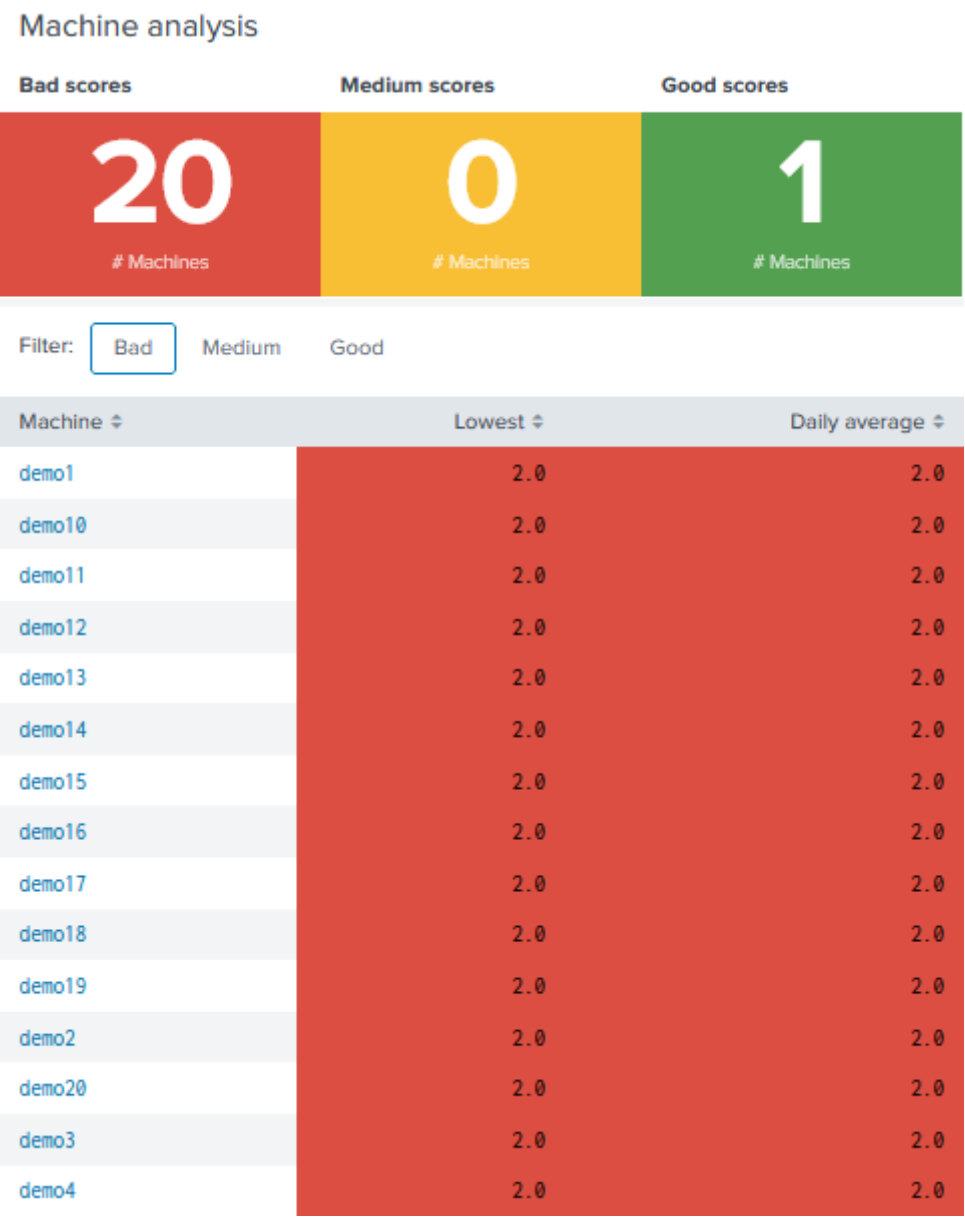 Machine analysis
Bad scores Medium scores Good scores
20 0 1
# Machines # Machines # Machines
Filter: Bad Medium Good
Machine Lowest Daily average
demo1 2.0 2.0
demo10 2.0 2.0
demo11 2.0 2.0
demo12 2.0 2.0
demo13 2.0 2.0
demo14 2.0 2.0
demo15 2.0 2.0
demo16 2.0 2.0
demo17 2.0 2.0
demo18 2.0 2.0
demo19 2.0 2.0
demo2 2.0 2.0
demo20 2.0 2.0
demo3 2.0 2.0
demo4 2.0 2.0